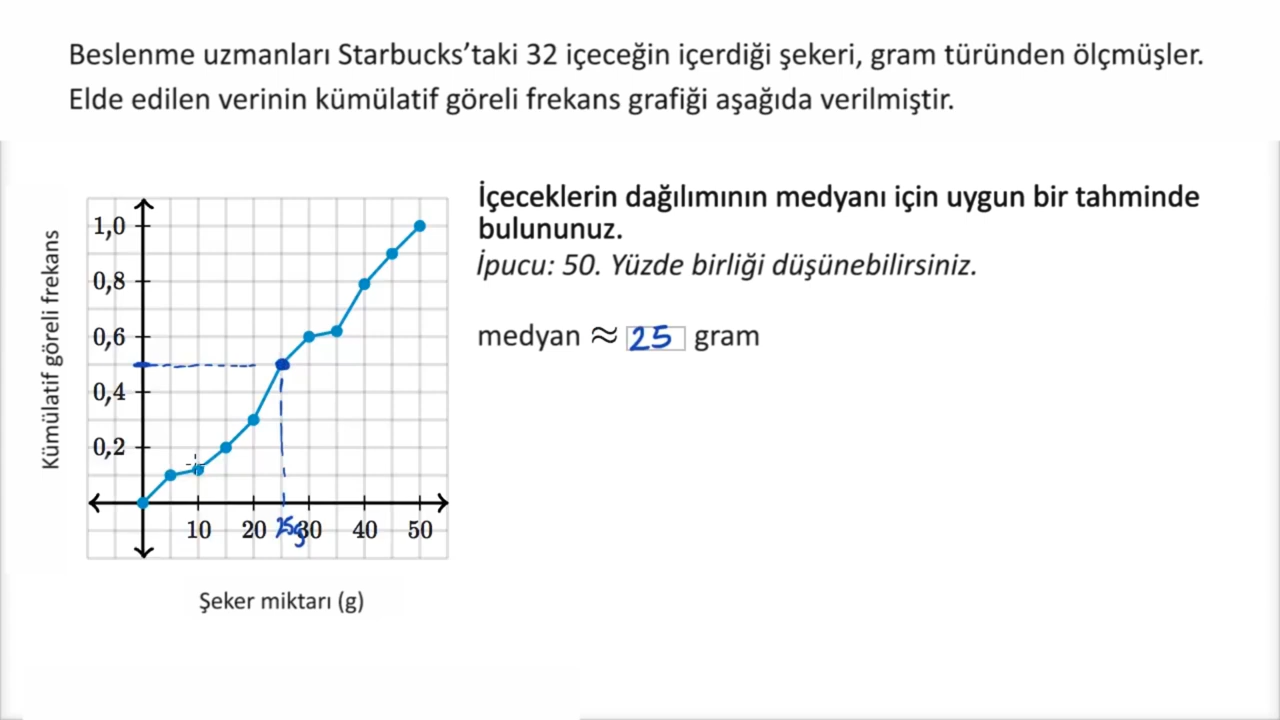 Beslenme uzmanları Starbucks’taki 32 içeceğin içerdiği şekeri, gram türünden ölçmüşler.
Elde edilen verinin kümülatif göreli frekans grafiği aşağıda verilmiştir.
İçeceklerin dağılımının medyanı için uygun bir tahminde
bulununuz.
İpucu: 50. Yüzde birliği düşünebilirsiniz.
medyan ≈ 25 gram
Kümülatif göreli frekans
1,0
0,8
0,6
0,4
0,2
10 20 25g 30 40 50
Şeker miktarı (g)